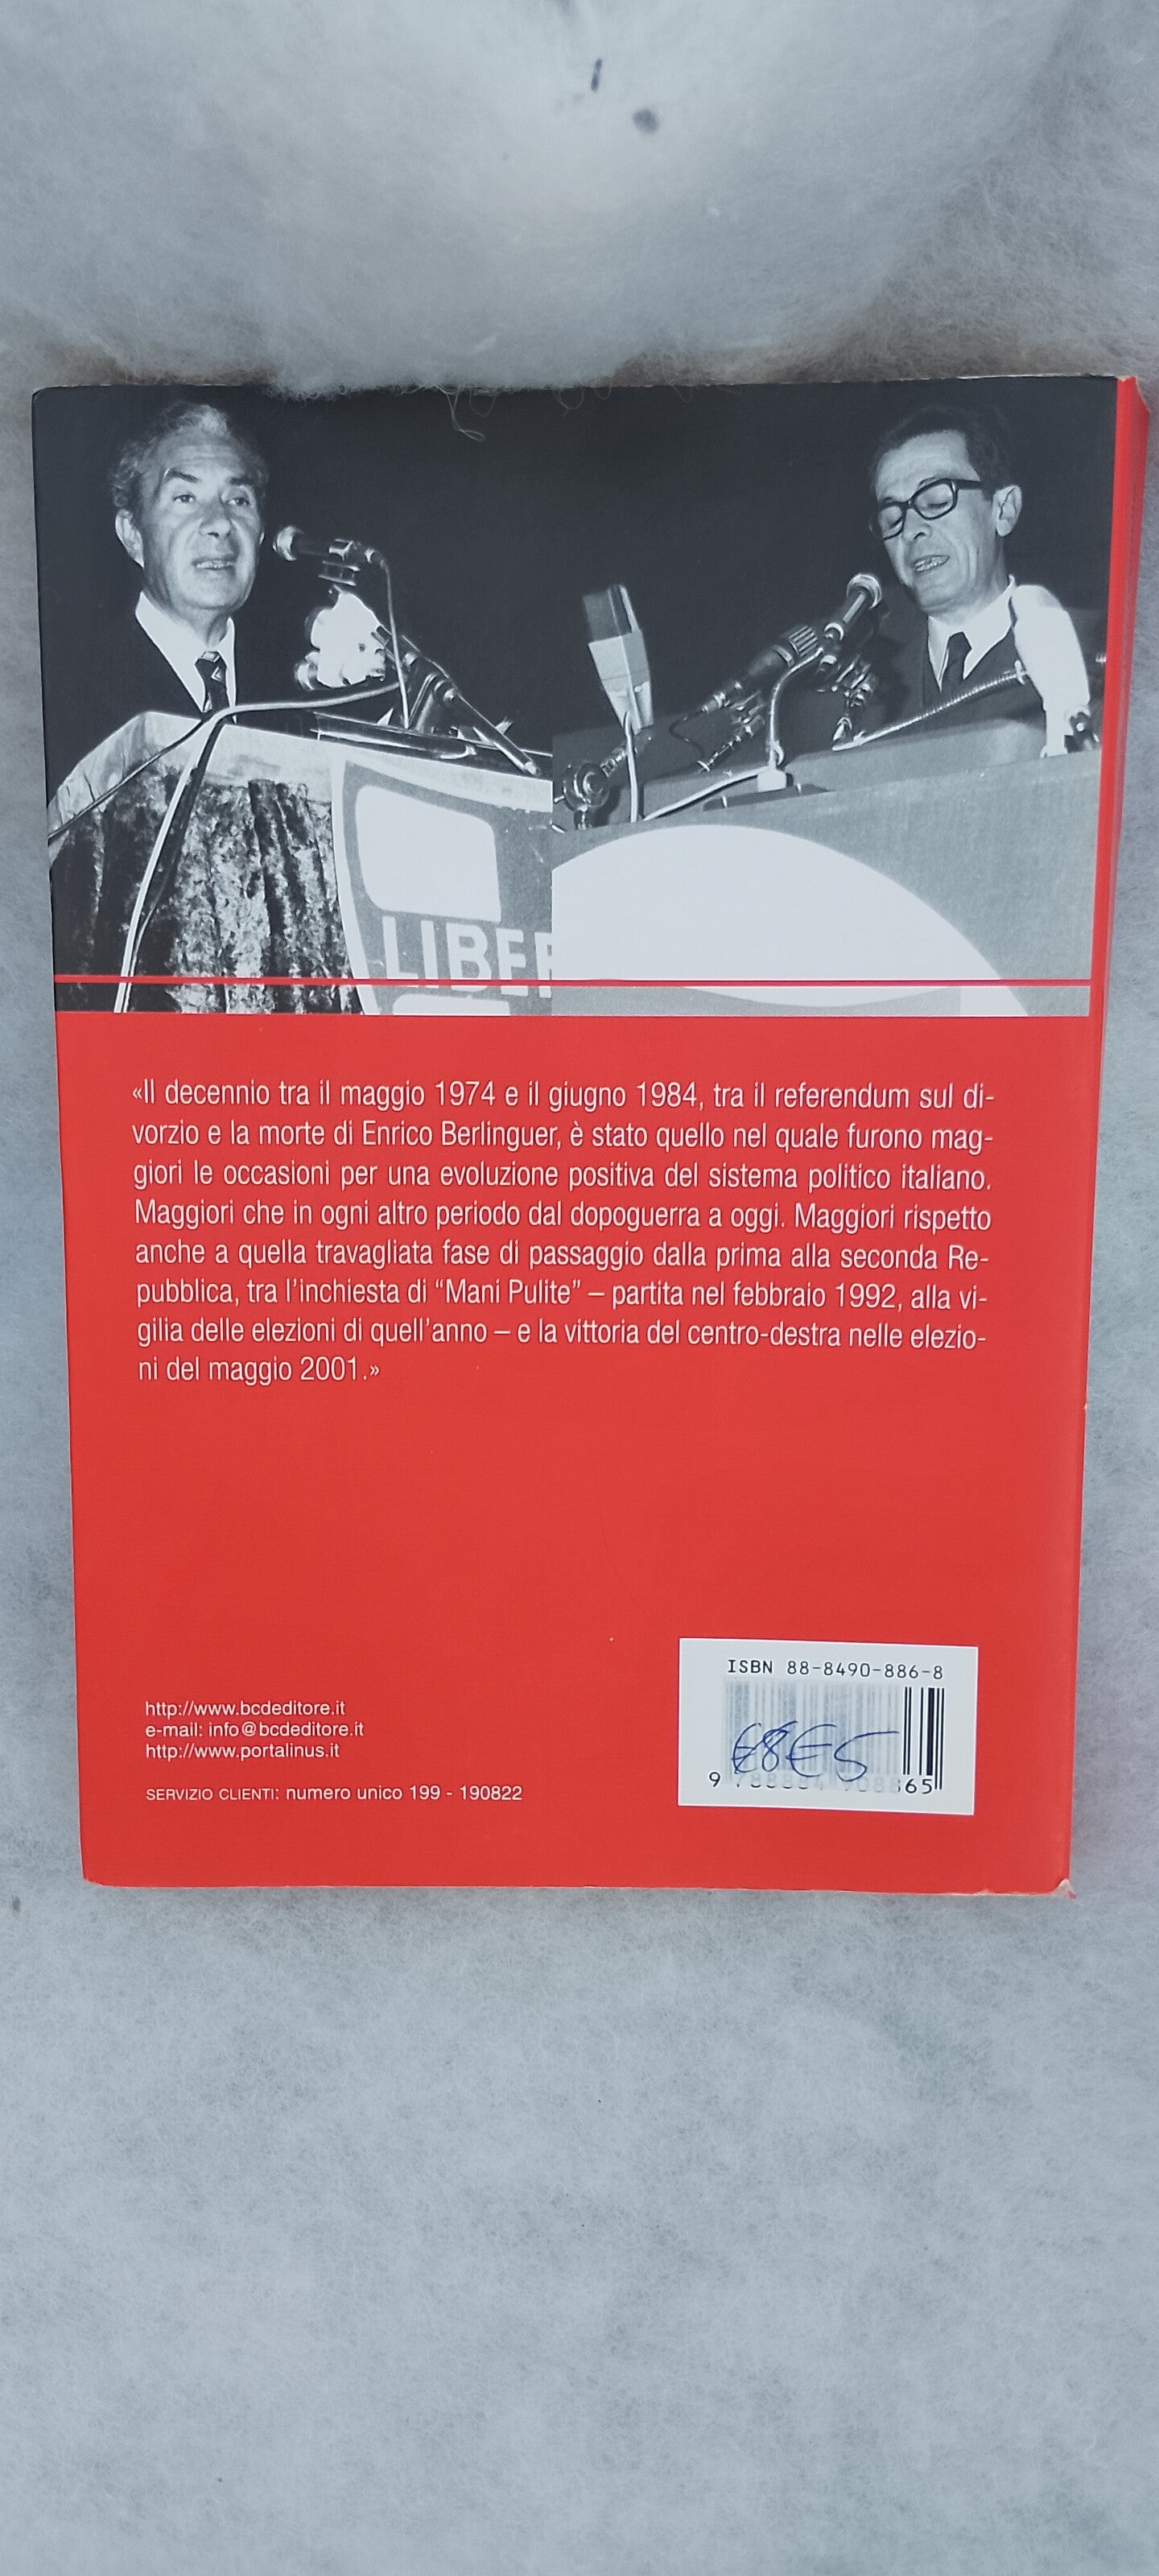 LIBER
«Il decennio tra il maggio 1974 e il giugno 1984, tra il referendum sul di-
vorzio e la morte di Enrico Berlinguer, è stato quello nel quale furono mag-
giori le occasioni per una evoluzione positiva del sistema politico italiano.
Maggiori che in ogni altro periodo dal dopoguerra a oggi. Maggiori rispetto
anche a quella travagliata fase di passaggio dalla prima alla seconda Re-
pubblica, tra l'inchiesta di “Mani Pulite” – partita nel febbraio 1992, alla vi-
gilia delle elezioni di quell'anno – e la vittoria del centro-destra nelle elezio-
ni del maggio 2001.»
http://www.bcdeditore.it
e-mail: info@bcdeditore.it
http://www.portalinus.it
SERVIZIO CLIENTI: numero unico 199 - 190822
ISBN 88-8490-886-8
€5